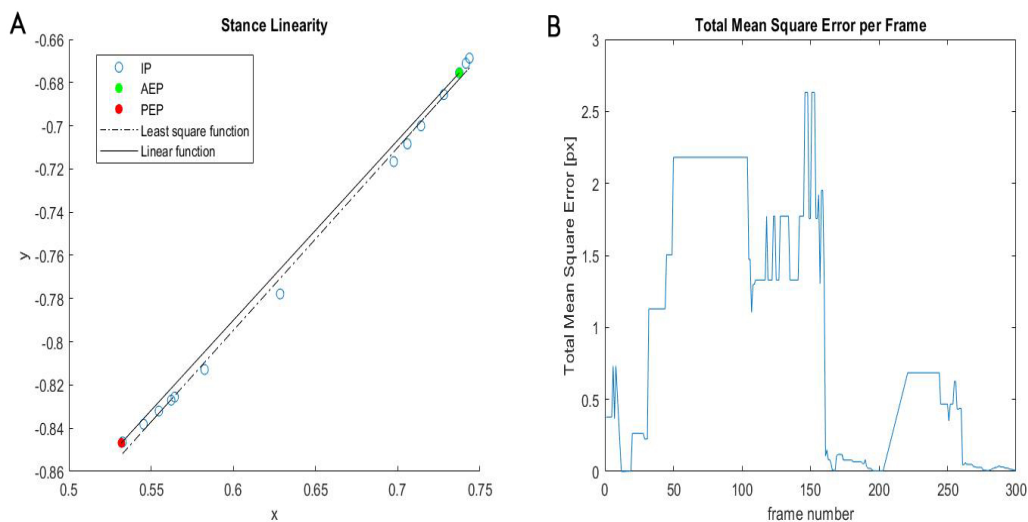 A
Stance Linearity
-0.66
-0.68
-0.7
-0.72
-0.74
-0.76
-0.78
-0.8
-0.82
-0.84
-0.86
y
IP
AEP
PEP
Least square function
Linear function
0.5
0.55
0.6
0.65
0.7
0.75
x
B
Total Mean Square Error per Frame
3
2.5
2
1.5
1
0.5
0
Total Mean Square Error [px]
0
50
100
150
200
250
300
frame number